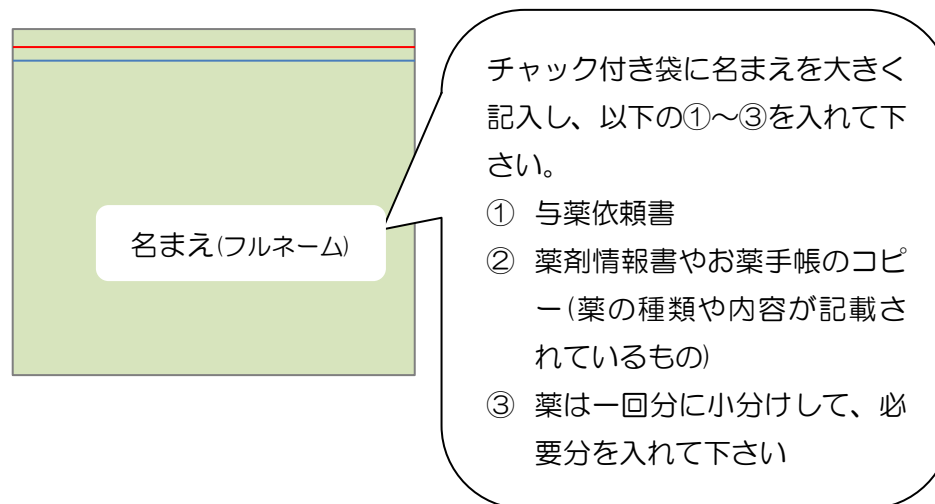 名まえ(フルネーム)
チャック付き袋に名まえを大きく
記入し、以下の①～③を入れて下
さい。
① 与薬依頼書
② 薬剤情報書やお薬手帳のコピ
ー(薬の種類や内容が記載さ
れているもの)
③ 薬は一回分に小分けして、必
要分を入れて下さい